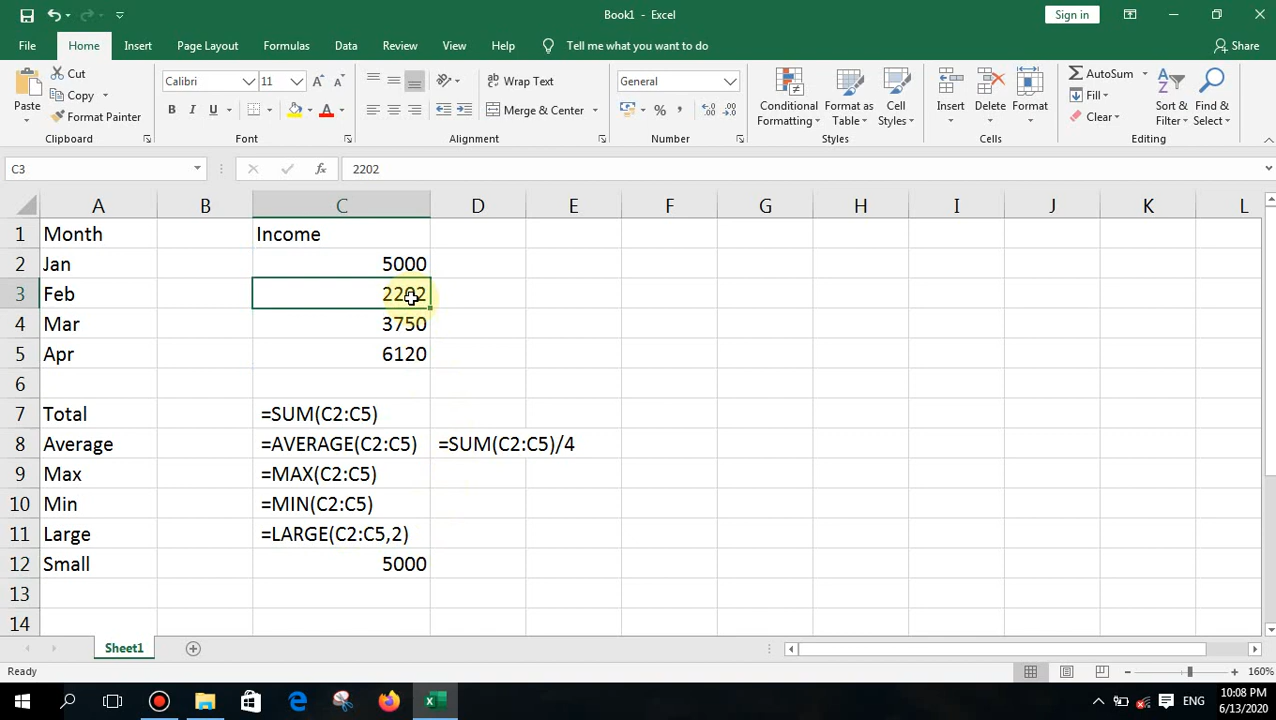 Book1 - Excel
Sign in
File Home Insert Page Layout Formulas Data Review View Help Tell me what you want to do Share
Paste
Cut
Copy
Format Painter
Calibri 11
B I U
A A
Wrap Text
Merge & Center
General
%
Conditional Formatting
Format as Table
Cell Styles
Insert
Delete
Format
AutoSum
Fill
Clear
Sort & Filter
Find & Select
Clipboard Font Alignment Number Styles Cells Editing
C3 fx 2202
A B C D E F G H I J K L
1 Month Income
2 Jan 5000
3 Feb 2202
4 Mar 3750
5 Apr 6120
6
7 Total =SUM(C2:C5)
8 Average =AVERAGE(C2:C5) =SUM(C2:C5)/4
9 Max =MAX(C2:C5)
10 Min =MIN(C2:C5)
11 Large =LARGE(C2:C5,2)
12 Small 5000
13
14
Sheet1
Ready 160%
ENG
10:08 PM
6/13/2020